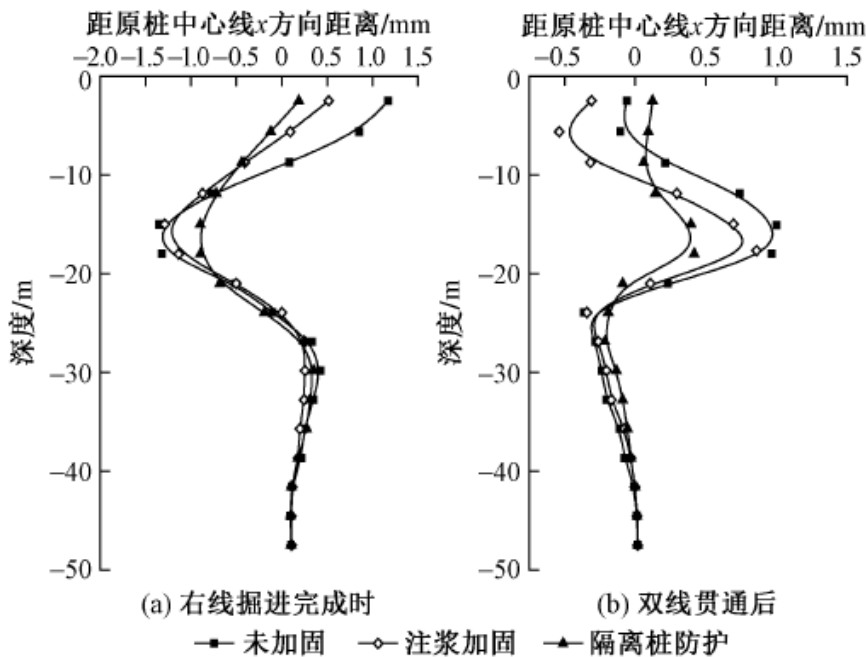 距原桩中心线x方向距离/mm 距原桩中心线x方向距离/mm
-2.0 -1.5 -1.0 -0.5 0 0.5 1.0 1.5 -0.5 0 0.5 1.0 1.5
0 0
-10 -10
-20 -20
深度/m 深度/m
-30 -30
-40 -40
-50 -50
(a) 右线掘进完成时 (b) 双线贯通后
未加固 注浆加固 隔离桩防护